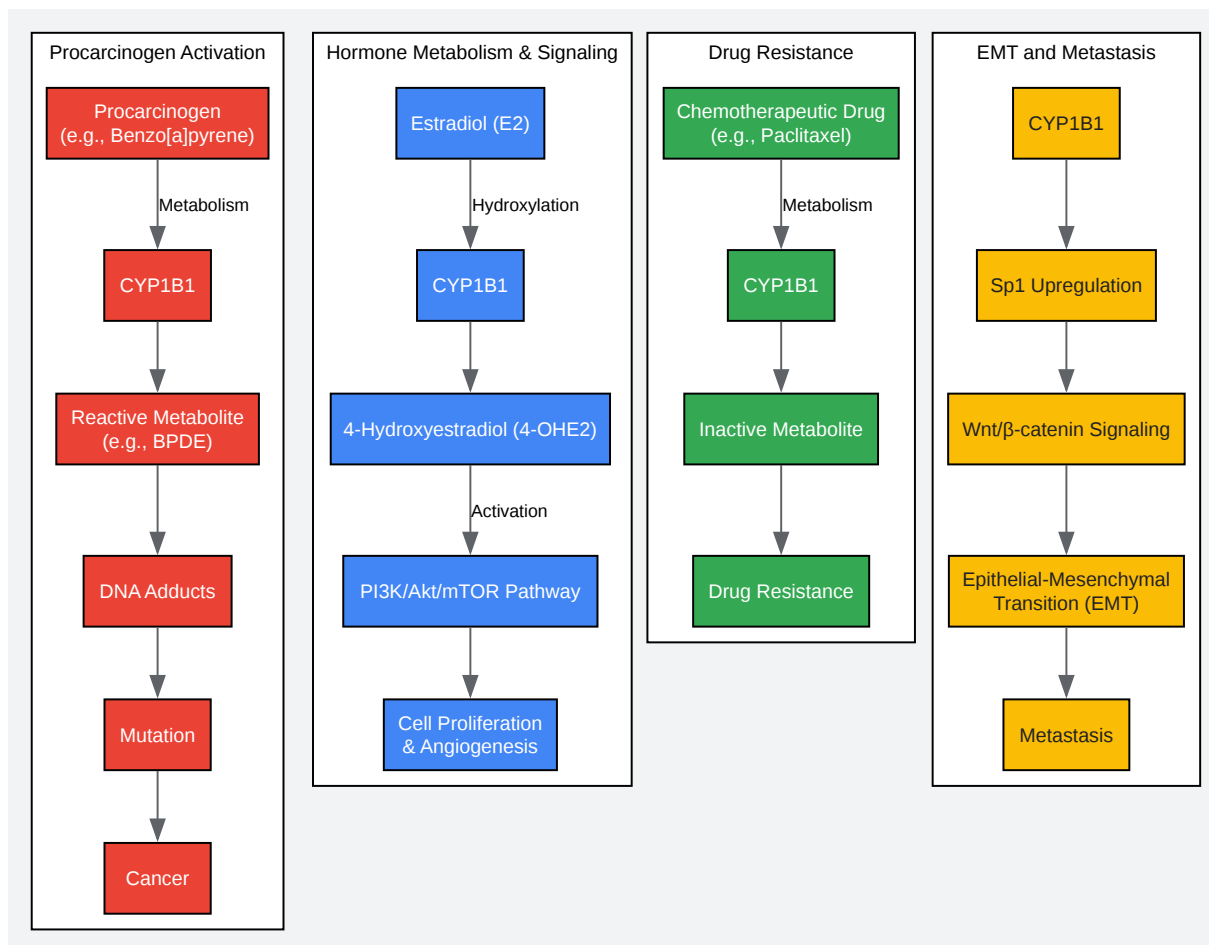 Procarcinogen Activation
Procarcinogen
(e.g., Benzo[a]pyrene)
Metabolism
CYP1B1
Reactive Metabolite
(e.g., BPDE)
DNA Adducts
Mutation
Cancer
Hormone Metabolism & Signaling
Estradiol (E2)
Hydroxylation
CYP1B1
4-Hydroxyestradiol (4-OHE2)
Activation
PI3K/Akt/mTOR Pathway
Cell Proliferation
& Angiogenesis
Drug Resistance
Chemotherapeutic Drug
(e.g., Paclitaxel)
Metabolism
CYP1B1
Inactive Metabolite
Drug Resistance
EMT and Metastasis
CYP1B1
Sp1 Upregulation
Wnt/β-catenin Signaling
Epithelial-Mesenchymal
Transition (EMT)
Metastasis